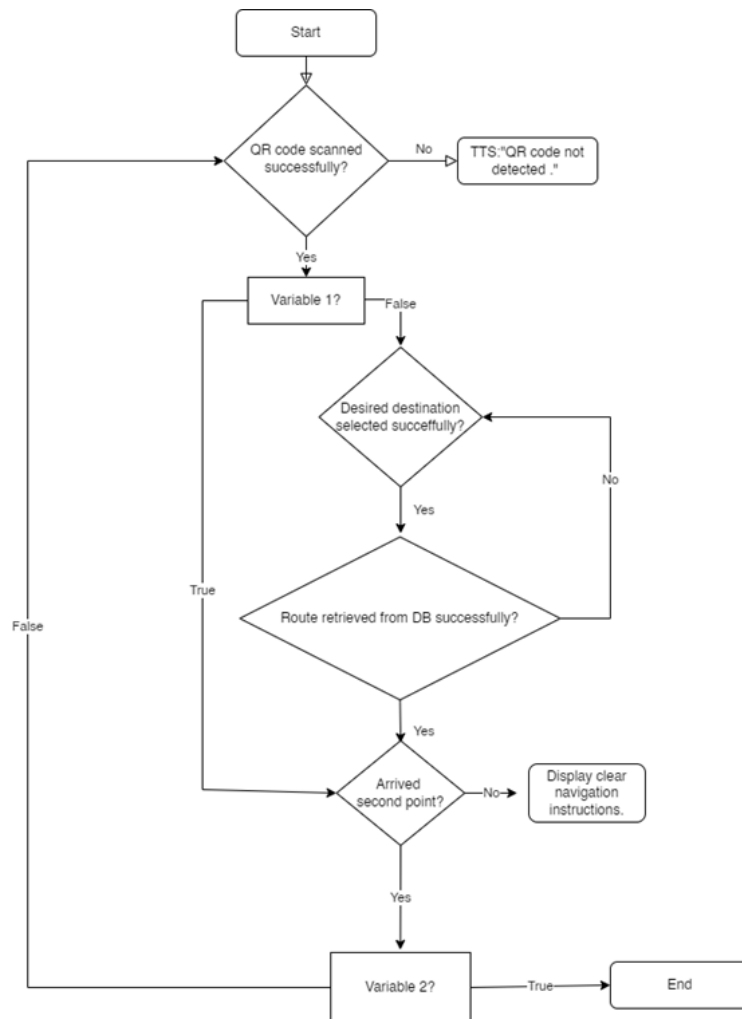 Start
QR code scanned
successfully?
No
TTS:"QR code not
detected ."
Yes
Variable 1?
False
Desired destination
selected succeffully?
No
Yes
True
Route retrieved from DB successfully?
False
Yes
Arrived
second point?
No
Display clear
navigation
instructions.
Yes
Variable 2?
True
End